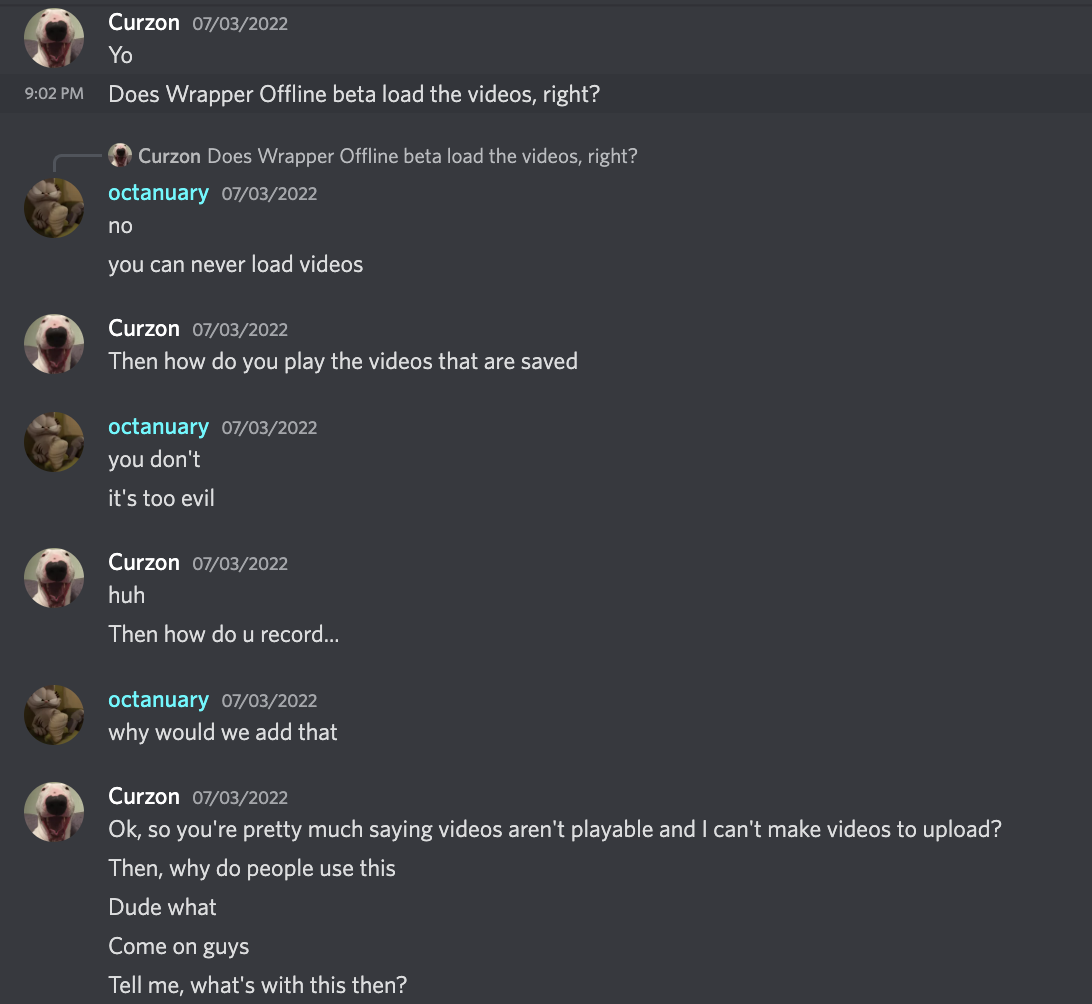 Curzon 07/03/2022
Yo
9:02 PM Does Wrapper Offline beta load the videos, right?
Curzon Does Wrapper Offline beta load the videos, right?
octanuary 07/03/2022
no
you can never load videos
Curzon 07/03/2022
Then how do you play the videos that are saved
octanuary 07/03/2022
you don't
it's too evil
Curzon 07/03/2022
huh
Then how do u record...
octanuary 07/03/2022
why would we add that
Curzon 07/03/2022
Ok, so you're pretty much saying videos aren't playable and I can't make videos to upload?
Then, why do people use this
Dude what
Come on guys
Tell me, what's with this then?